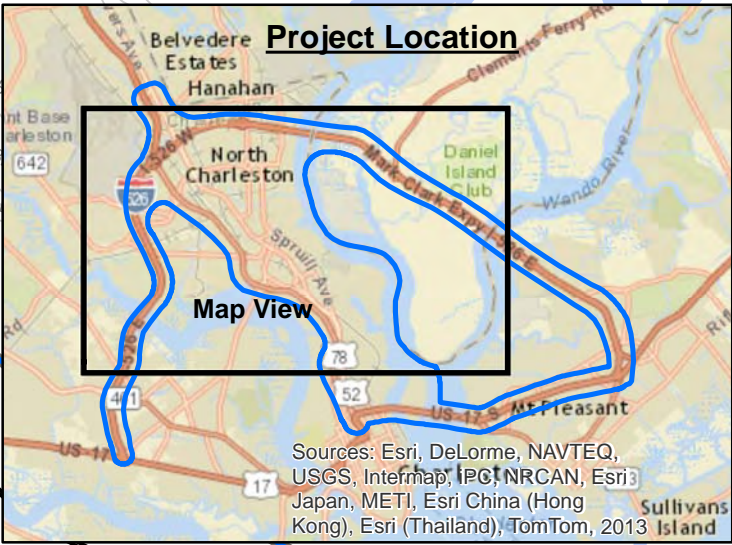 Project Location
Belvedere
Estates
Hanahan
Clements Ferry Rd
642
I-526 W
North
Charleston
Daniel
Island
Club
Mark Clark Expy I-526 E
Wando River
526
Spruill Ave
Map View
78
52
US-17 S
Mt Pleasant
US-17
17
Sources: Esri, DeLorme, NAVTEQ,
USGS, Intermap, iPC, NRCAN, Esri
Japan, METI, Esri China (Hong
Kong), Esri (Thailand), TomTom, 2013
Sullivans
Island